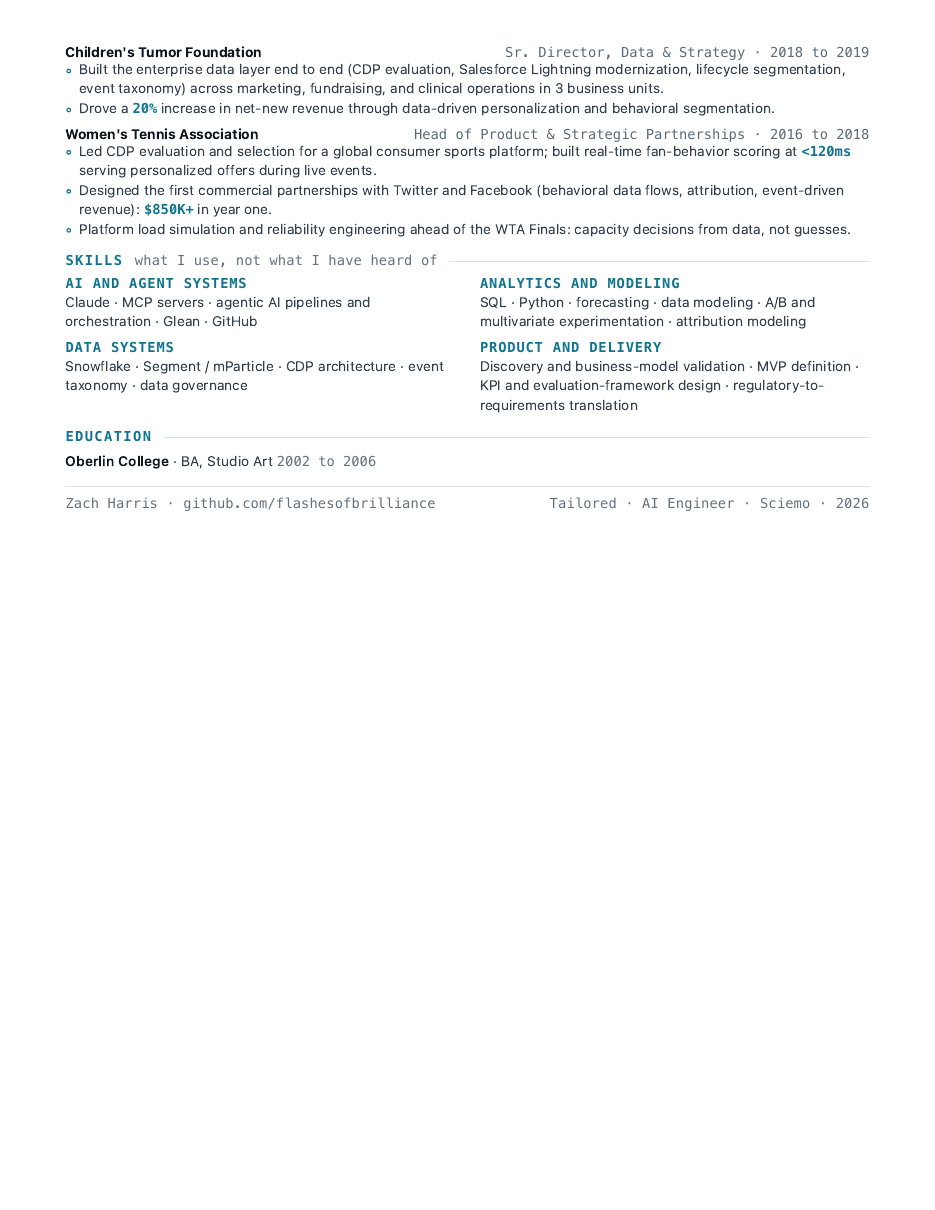 Children's Tumor Foundation Sr. Director, Data & Strategy · 2018 to 2019
Built the enterprise data layer end to end (CDP evaluation, Salesforce Lightning modernization, lifecycle segmentation,
event taxonomy) across marketing, fundraising, and clinical operations in 3 business units.
Drove a 20% increase in net-new revenue through data-driven personalization and behavioral segmentation.
Women's Tennis Association Head of Product & Strategic Partnerships · 2016 to 2018
Led CDP evaluation and selection for a global consumer sports platform; built real-time fan-behavior scoring at <120ms
serving personalized offers during live events.
Designed the first commercial partnerships with Twitter and Facebook (behavioral data flows, attribution, event-driven
revenue): $850K+ in year one.
Platform load simulation and reliability engineering ahead of the WTA Finals: capacity decisions from data, not guesses.
SKILLS what I use, not what I have heard of
AI AND AGENT SYSTEMS
Claude · MCP servers · agentic AI pipelines and
orchestration · Glean · GitHub
ANALYTICS AND MODELING
SQL · Python · forecasting · data modeling · A/B and
multivariate experimentation · attribution modeling
DATA SYSTEMS
Snowflake · Segment / mParticle · CDP architecture · event
taxonomy · data governance
PRODUCT AND DELIVERY
Discovery and business-model validation · MVP definition ·
KPI and evaluation-framework design · regulatory-to-
requirements translation
EDUCATION
Oberlin College · BA, Studio Art 2002 to 2006
Zach Harris · github.com/flashesofbrilliance Tailored · AI Engineer · Sciemo · 2026